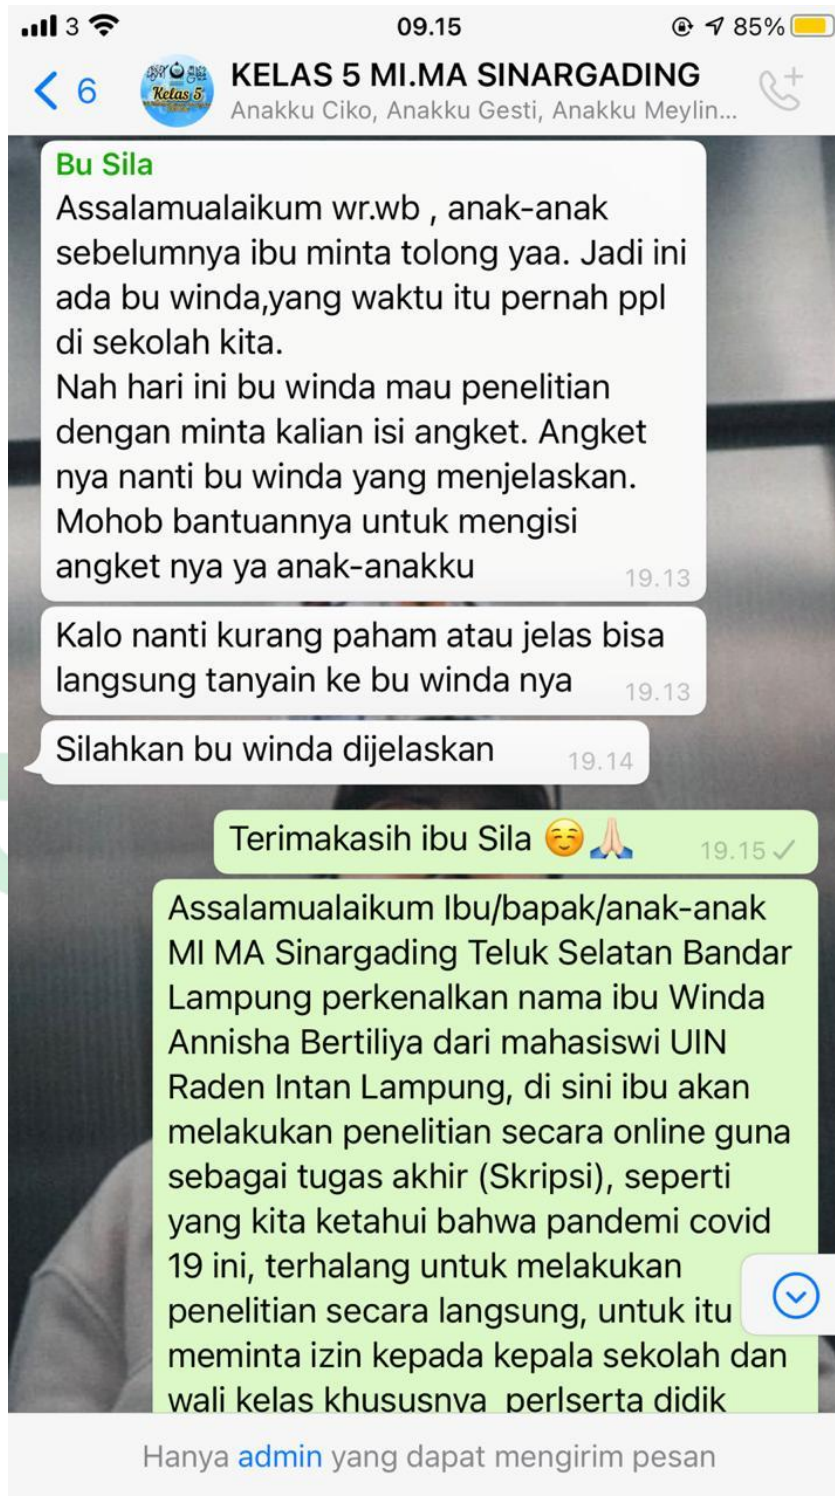 3
09.15
85%
6
Kelas 5
KELAS 5 MI.MA SINARGADING
Anakku Ciko, Anakku Gesti, Anakku Meylin...
Bu Sila
Assalamualaikum wr.wb , anak-anak
sebelumnya ibu minta tolong yaa. Jadi ini
ada bu winda,yang waktu itu pernah ppl
di sekolah kita.
Nah hari ini bu winda mau penelitian
dengan minta kalian isi angket. Angket
nya nanti bu winda yang menjelaskan.
Mohob bantuannya untuk mengisi
angket nya ya anak-anakku
19.13
Kalo nanti kurang paham atau jelas bisa
langsung tanyain ke bu winda nya
19.13
Silahkan bu winda dijelaskan
19.14
Terimakasih ibu Sila ☺️🙏🏻
19.15
Assalamualaikum Ibu/bapak/anak-anak
MI MA Sinargading Teluk Selatan Bandar
Lampung perkenalkan nama ibu Winda
Annisha Bertiliya dari mahasiswi UIN
Raden Intan Lampung, di sini ibu akan
melakukan penelitian secara online guna
sebagai tugas akhir (Skripsi), seperti
yang kita ketahui bahwa pandemi covid
19 ini, terhalang untuk melakukan
penelitian secara langsung, untuk itu
meminta izin kepada kepala sekolah dan
wali kelas khususnya perlserta didik
Hanya admin yang dapat mengirim pesan